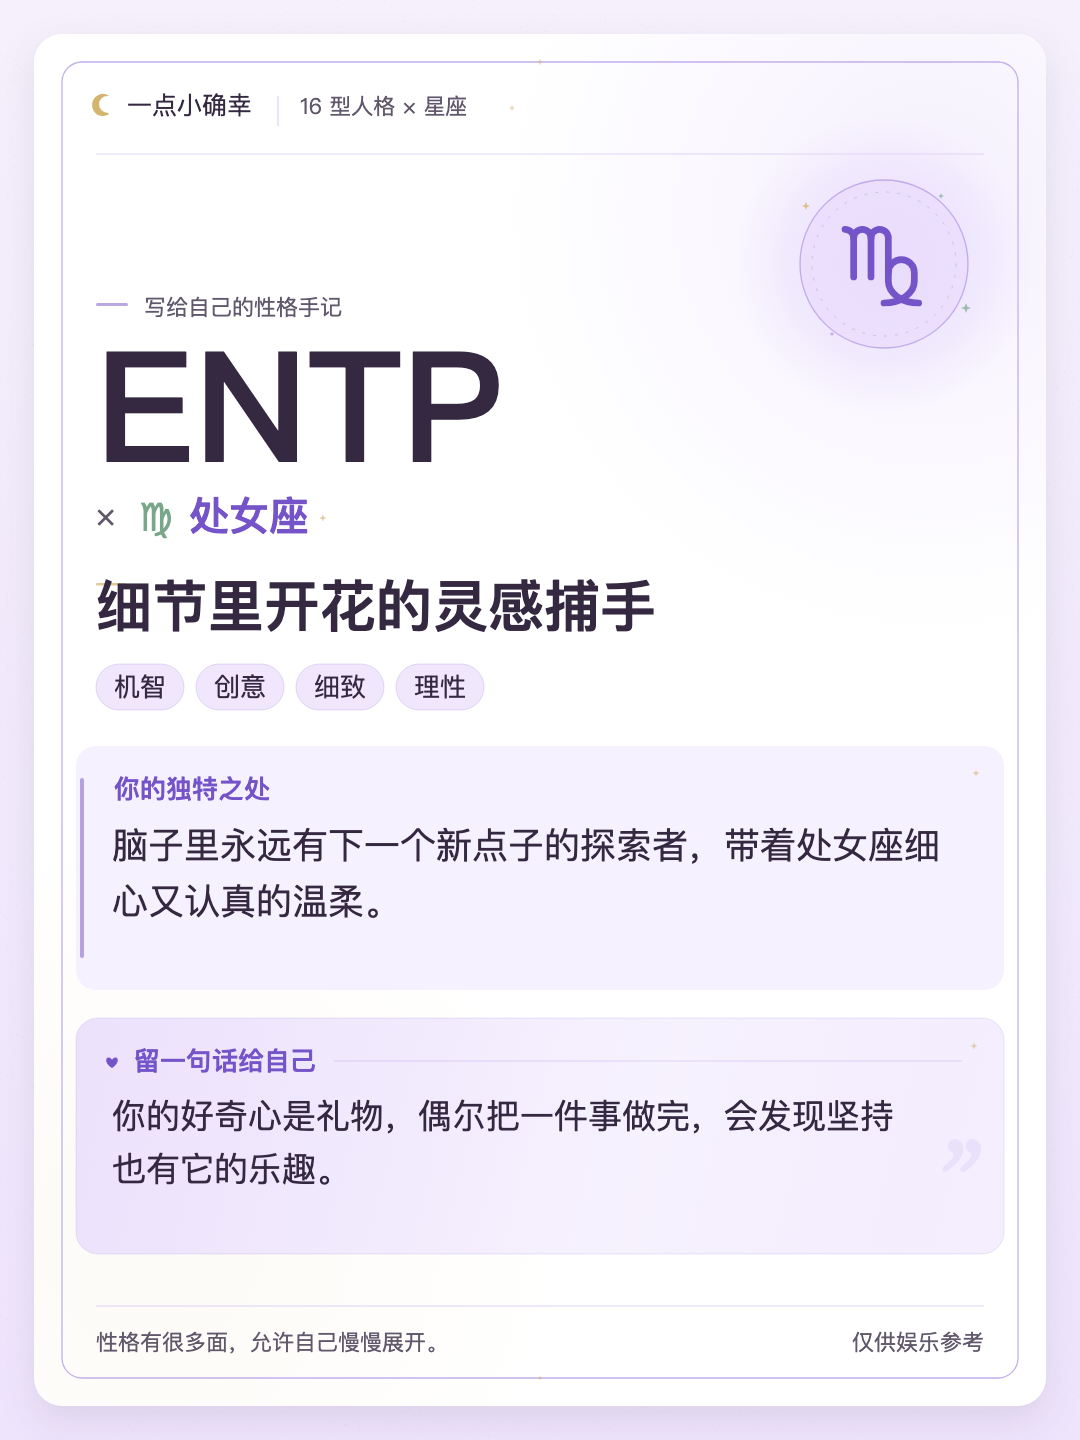 一点小确幸
16 型人格 × 星座
写给自己的性格手记
ENTP
× ♍ 处女座
细节里开花的灵感捕手
机智 创意 细致 理性
你的独特之处
脑子里永远有下一个新点子的探索者，带着处女座细
心又认真的温柔。
留一句话给自己
你的好奇心是礼物，偶尔把一件事做完，会发现坚持
也有它的乐趣。
”
性格有很多面，允许自己慢慢展开。
仅供娱乐参考